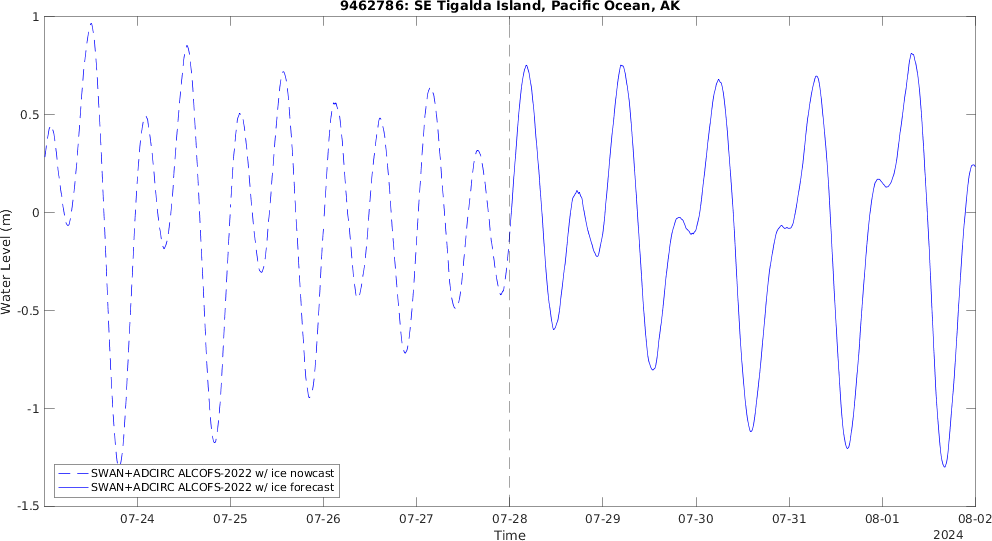 9462786: SE Tigalda Island, Pacific Ocean, AK
1
0.5
0
-0.5
-1
-1.5
Water Level (m)
SWAN+ADCIRC ALCOFS-2022 w/ ice nowcast
SWAN+ADCIRC ALCOFS-2022 w/ ice forecast
07-24 07-25 07-26 07-27 07-28 07-29 07-30 07-31 08-01 08-02
Time
2024